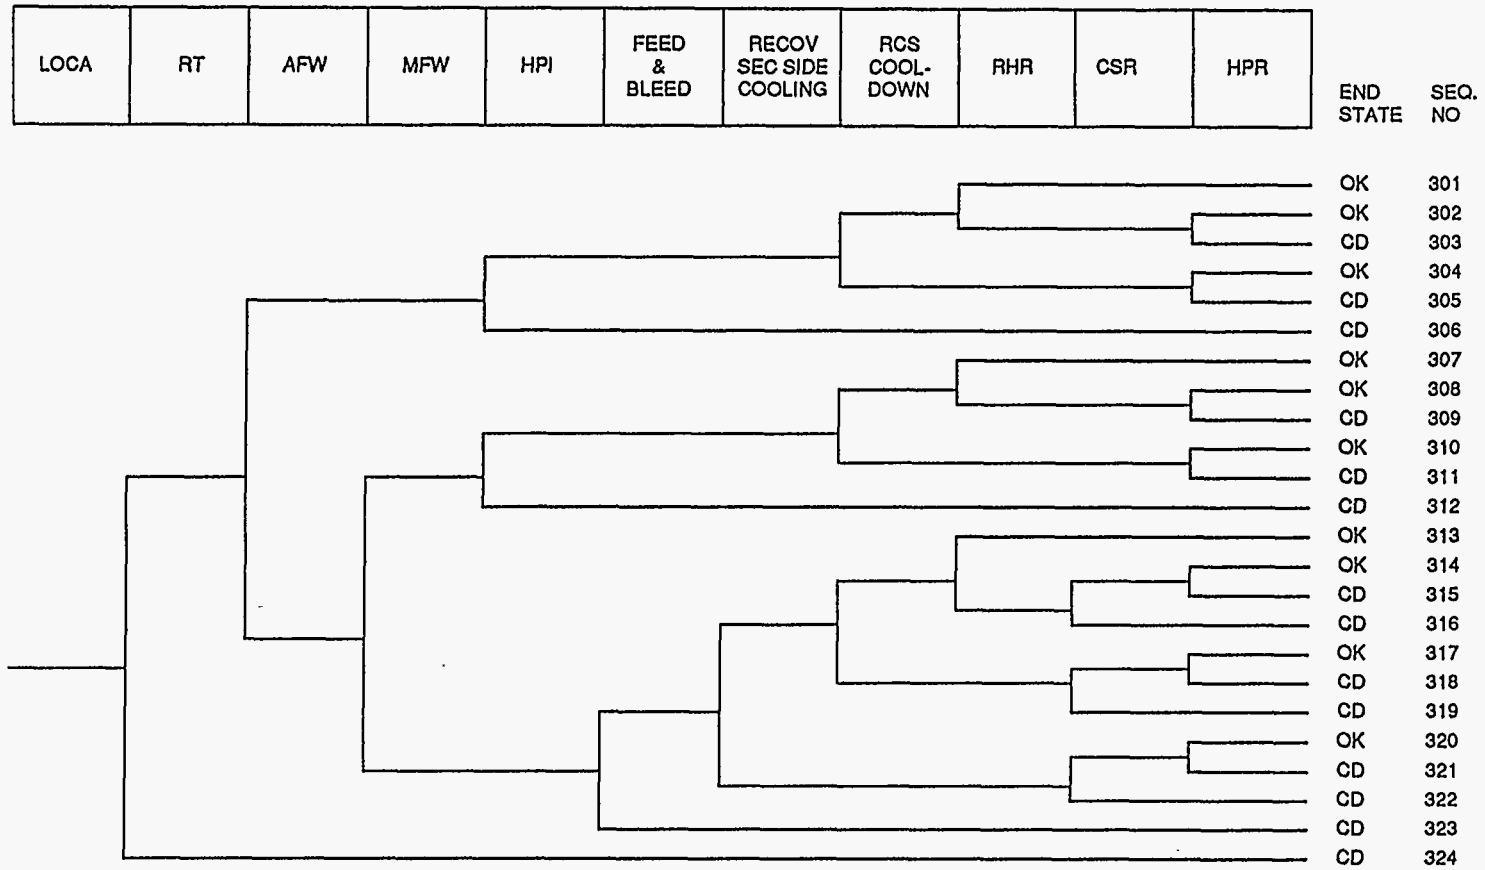 LOCA
RT
AFW
MFW
HPI
FEED
&
BLEED
RECOV
SEC SIDE
COOLING
RCS
COOL-
DOWN
RHR
CSR
HPR
END
STATE
SEQ.
NO
OK 301
OK 302
CD 303
OK 304
CD 305
CD 306
OK 307
OK 308
CD 309
OK 310
CD 311
CD 312
OK 313
OK 314
CD 315
CD 316
OK 317
CD 318
CD 319
OK 320
CD 321
CD 322
CD 323
CD 324